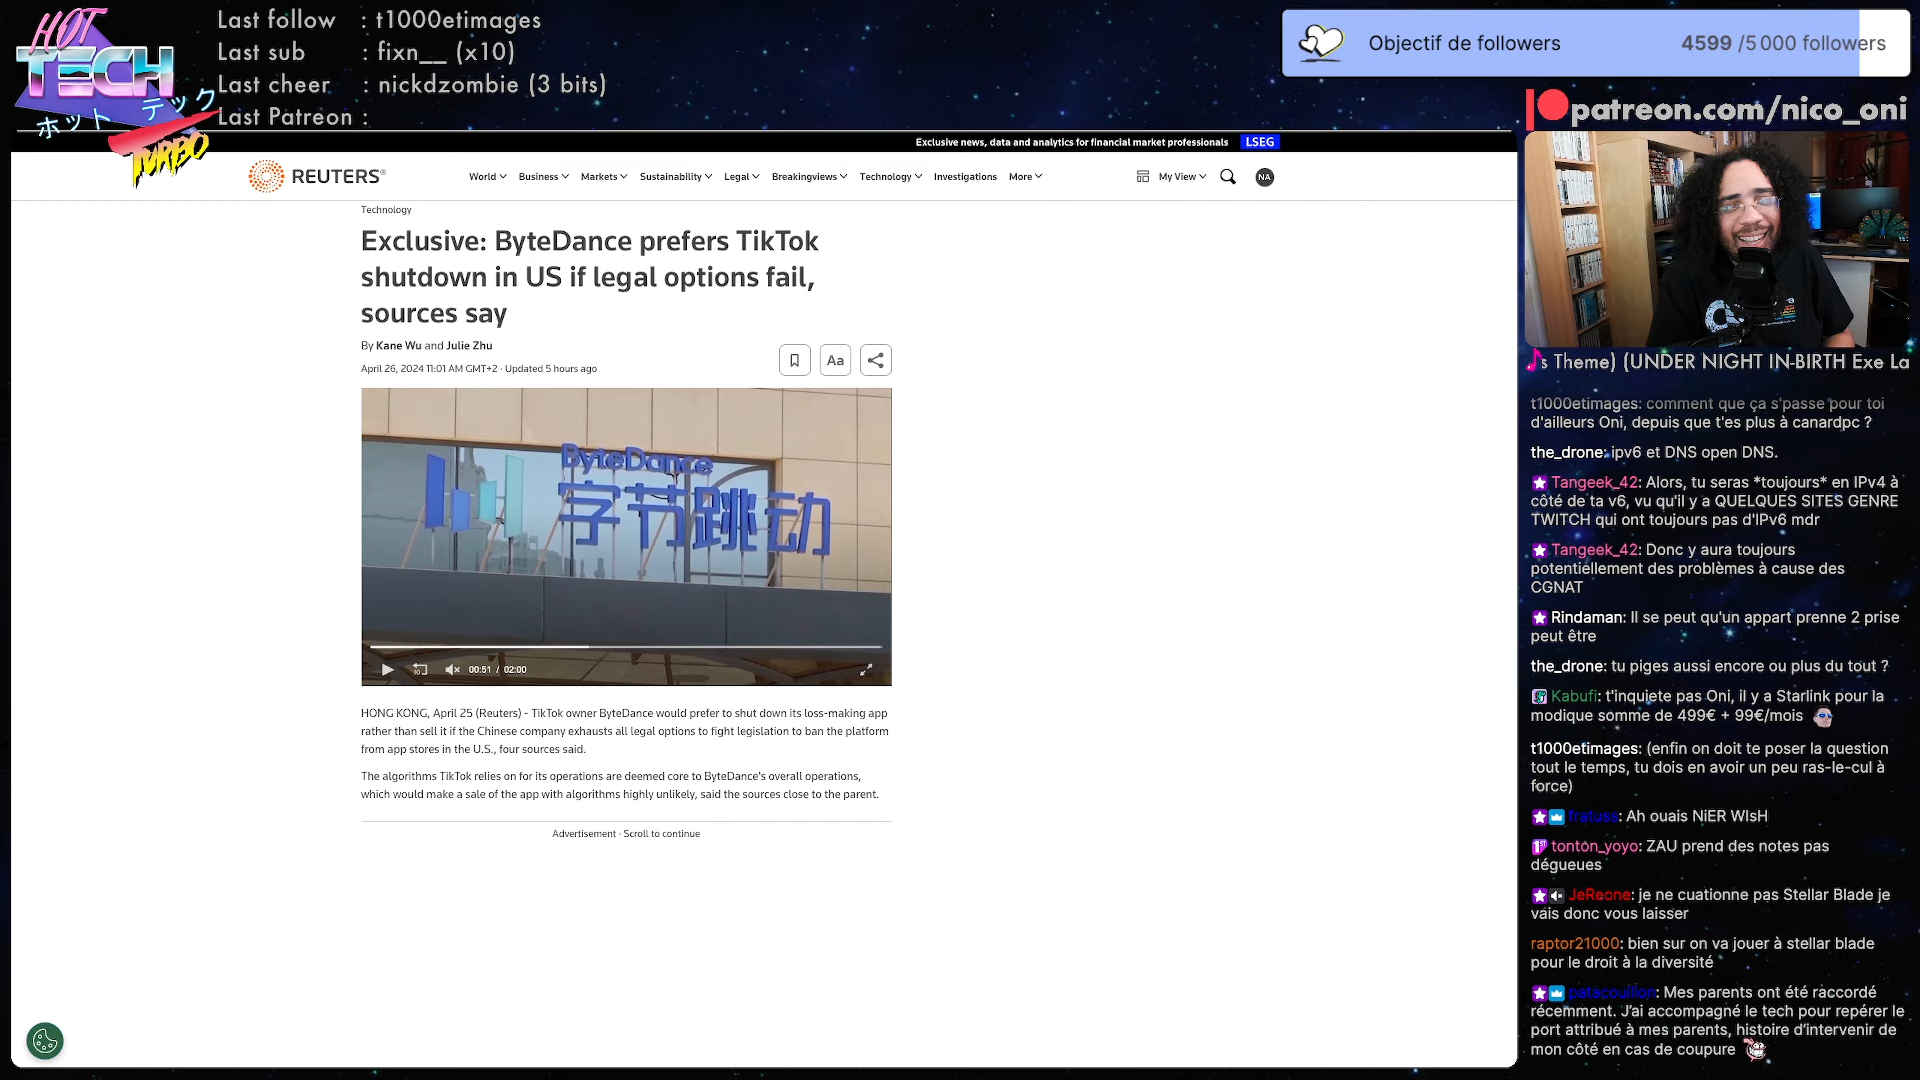 HOT
TECH
ホット テック
TURBO
Last follow : t1000etimages
Last sub : fixn__ (x10)
Last cheer : nickdzombie (3 bits)
Last Patreon :
Objectif de followers 4599 /5 000 followers
patreon.com/nico_oni
Exclusive news, data and analytics for financial market professionals LSEG
REUTERS®
World Business Markets Sustainability Legal Breakingviews Technology Investigations More
My View NA
Technology
Exclusive: ByteDance prefers TikTok
shutdown in US if legal options fail,
sources say
By Kane Wu and Julie Zhu
April 26, 2024 11:01 AM GMT+2 · Updated 5 hours ago
Aa
ByteDance
字节跳动
10
00:51 / 02:00
HONG KONG, April 25 (Reuters) - TikTok owner ByteDance would prefer to shut down its loss-making app
rather than sell it if the Chinese company exhausts all legal options to fight legislation to ban the platform
from app stores in the U.S., four sources said.
The algorithms TikTok relies on for its operations are deemed core to ByteDance's overall operations,
which would make a sale of the app with algorithms highly unlikely, said the sources close to the parent.
Advertisement · Scroll to continue
s Theme) (UNDER NIGHT IN-BIRTH Exe La
t1000etimages: comment que ça s'passe pour toi
d'ailleurs Oni, depuis que t'es plus à canardpc ?
the_drone: ipv6 et DNS open DNS.
Tangeek_42: Alors, tu seras *toujours* en IPv4 à
côté de ta v6, vu qu'il y a QUELQUES SITES GENRE
TWITCH qui ont toujours pas d'IPv6 mdr
Tangeek_42: Donc y aura toujours
potentiellement des problèmes à cause des
CGNAT
Rindaman: Il se peut qu'un appart prenne 2 prise
peut être
the_drone: tu piges aussi encore ou plus du tout ?
Kabufi: t'inquiete pas Oni, il y a Starlink pour la
modique somme de 499€ + 99€/mois
t1000etimages: (enfin on doit te poser la question
tout le temps, tu dois en avoir un peu ras-le-cul à
force)
fratuss: Ah ouais NiER WIsH
tonton_yoyo: ZAU prend des notes pas
dégueues
JeReone: je ne cuationne pas Stellar Blade je
vais donc vous laisser
raptor21000: bien sur on va jouer à stellar blade
pour le droit à la diversité
patacouillon: Mes parents ont été raccordé
récemment. J'ai accompagné le tech pour repérer le
port attribué à mes parents, histoire d'intervenir de
mon côté en cas de coupure